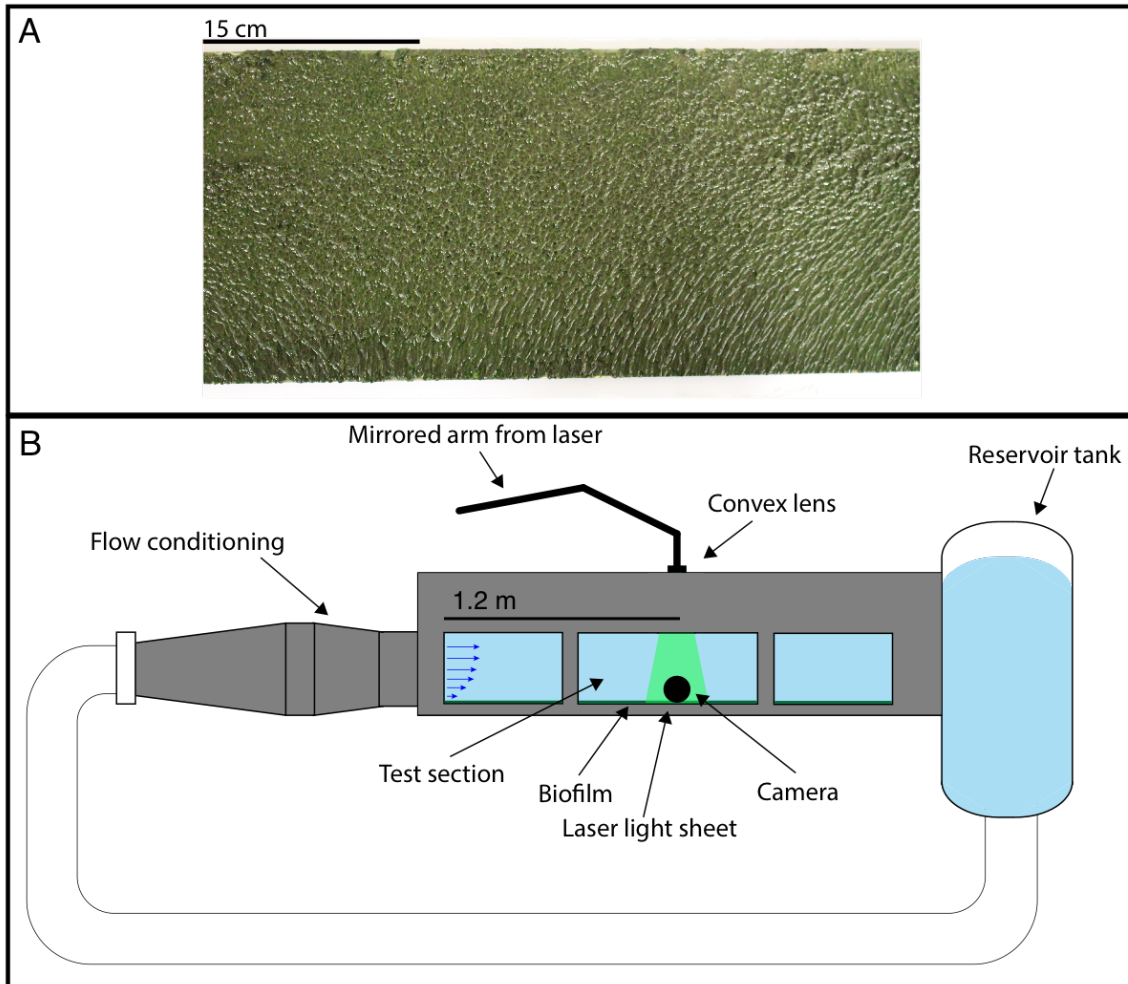 A
15 cm
B
Mirrored arm from laser
Reservoir tank
Convex lens
Flow conditioning
1.2 m
Test section
Biofilm
Camera
Laser light sheet